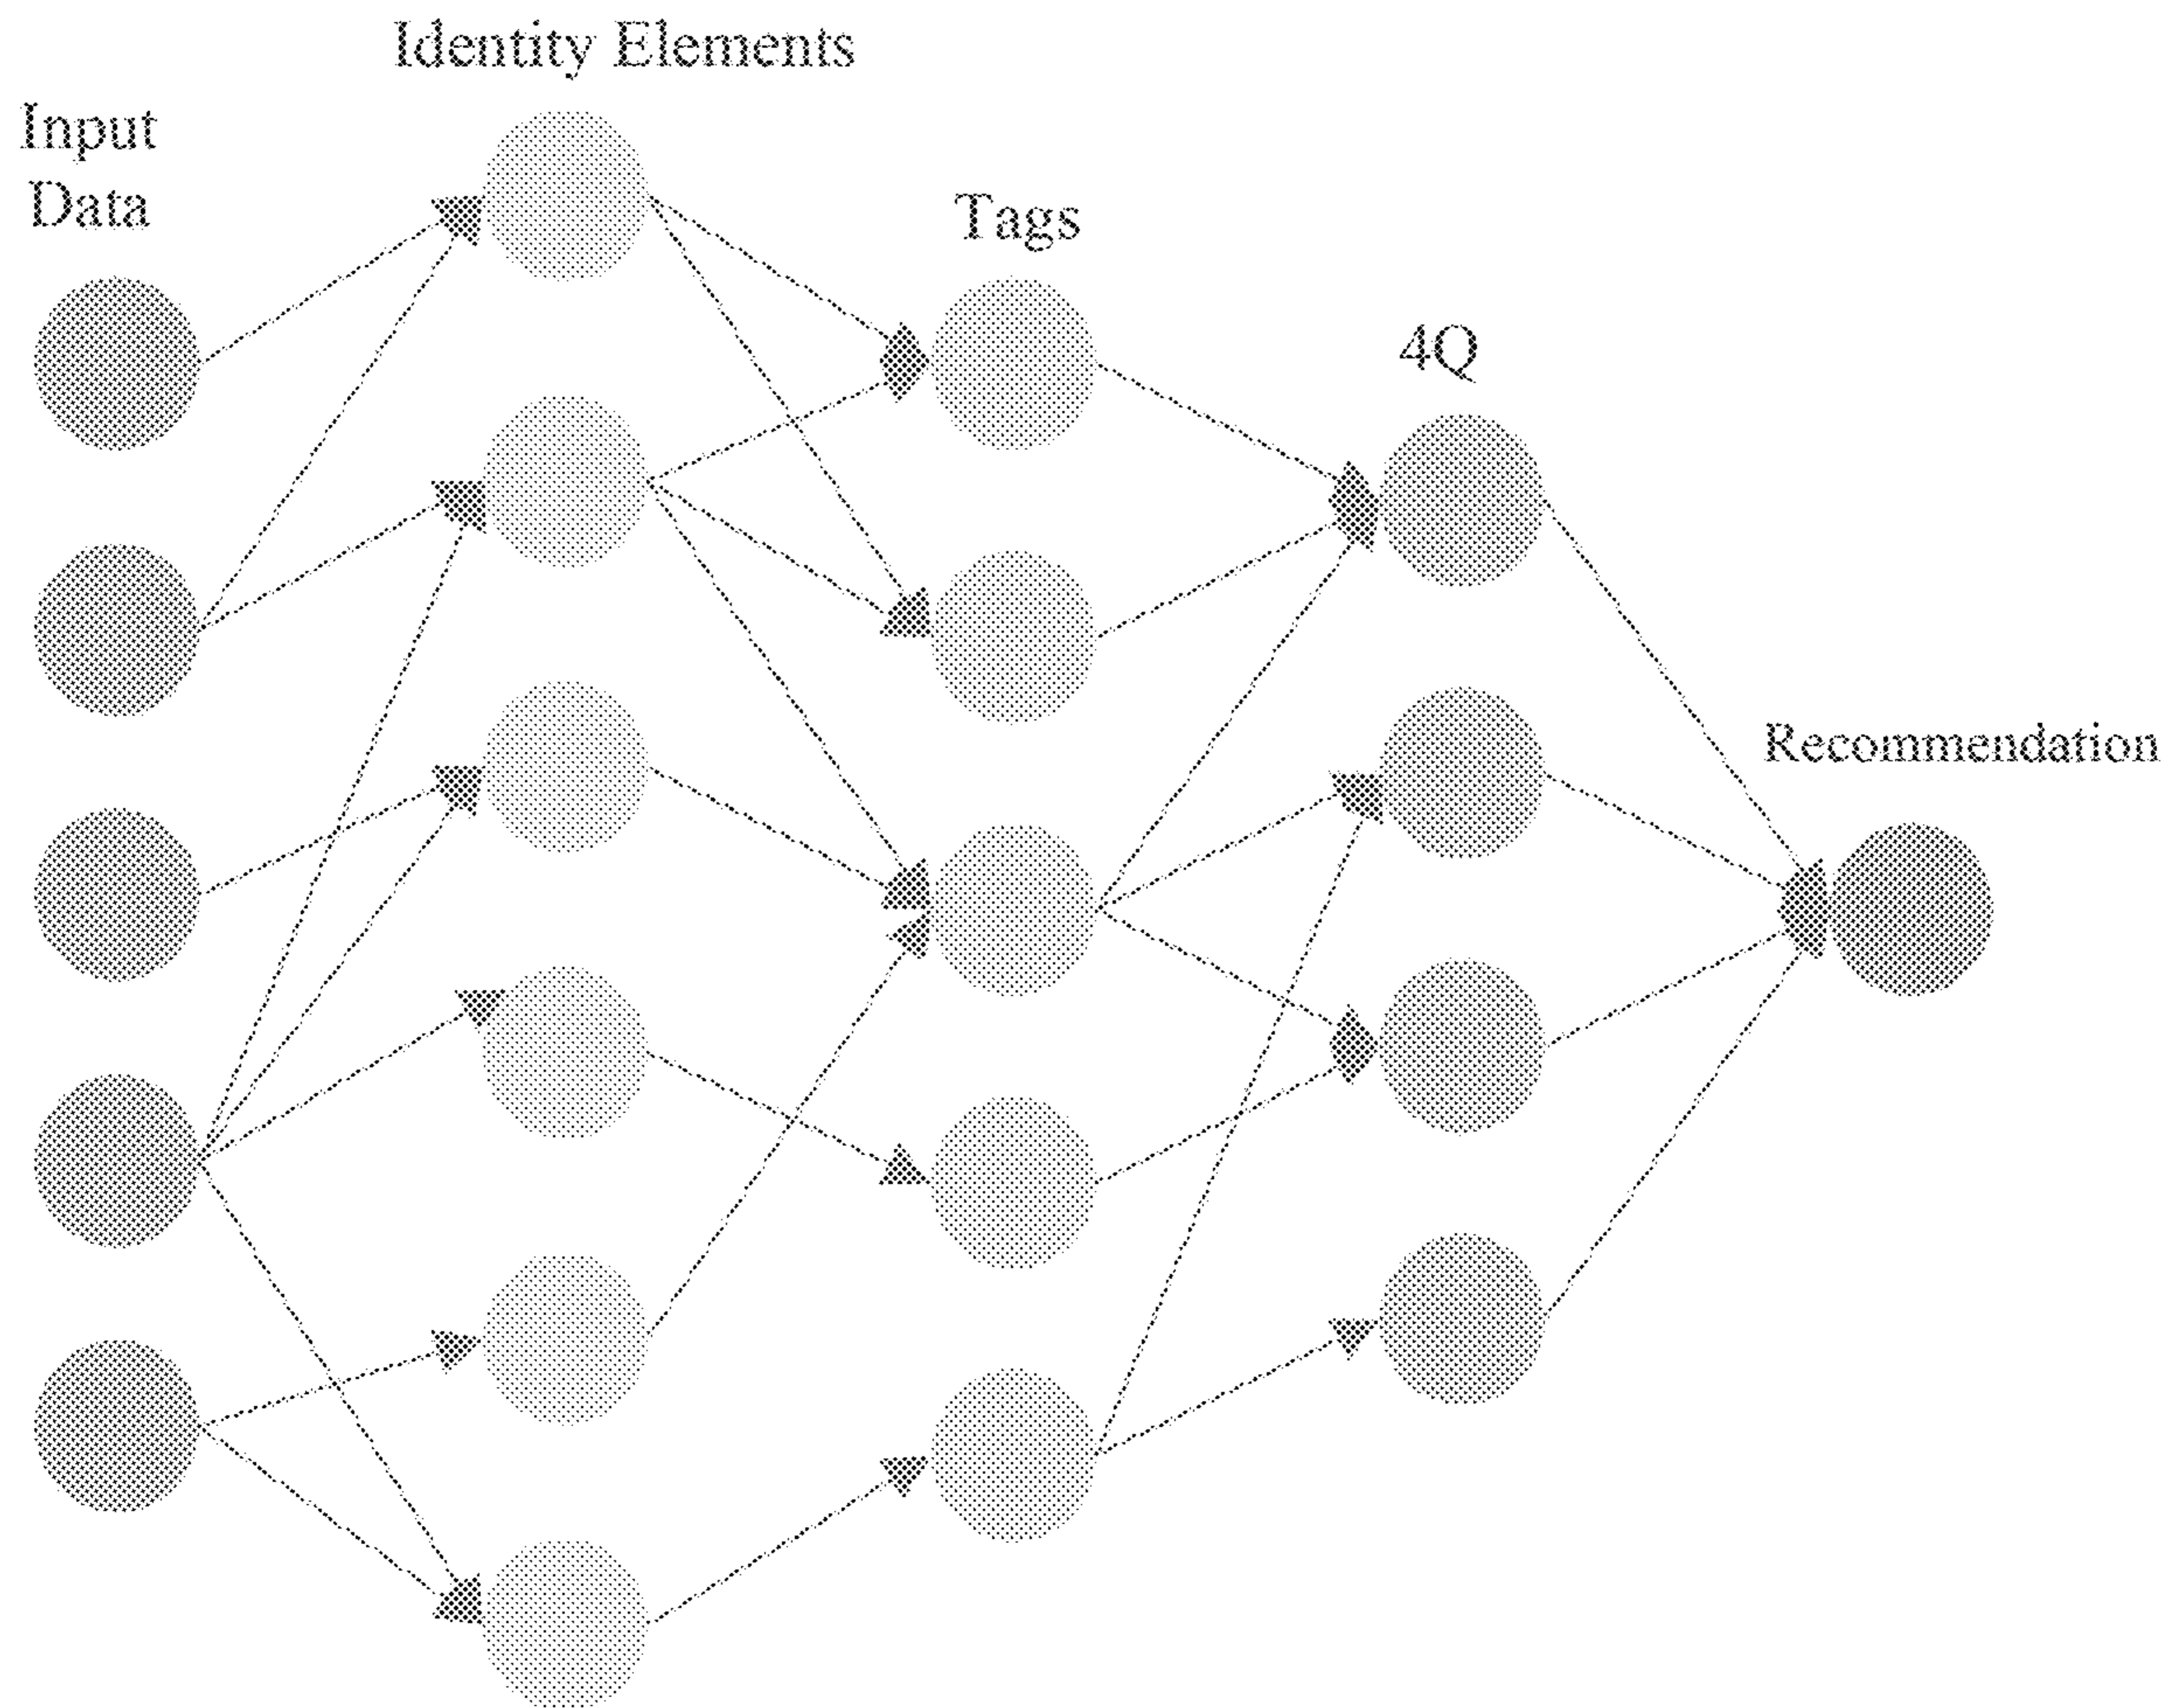 Identity Elements
Input
Data
Tags
4Q
Recommendation